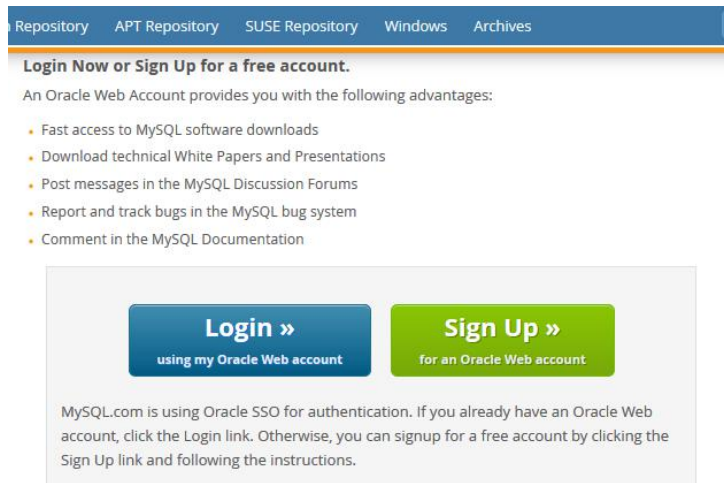 Repository APT Repository SUSE Repository Windows Archives
Login Now or Sign Up for a free account.
An Oracle Web Account provides you with the following advantages:
• Fast access to MySQL software downloads
• Download technical White Papers and Presentations
• Post messages in the MySQL Discussion Forums
• Report and track bugs in the MySQL bug system
• Comment in the MySQL Documentation
Login »
using my Oracle Web account
Sign Up »
for an Oracle Web account
MySQL.com is using Oracle SSO for authentication. If you already have an Oracle Web
account, click the Login link. Otherwise, you can signup for a free account by clicking the
Sign Up link and following the instructions.